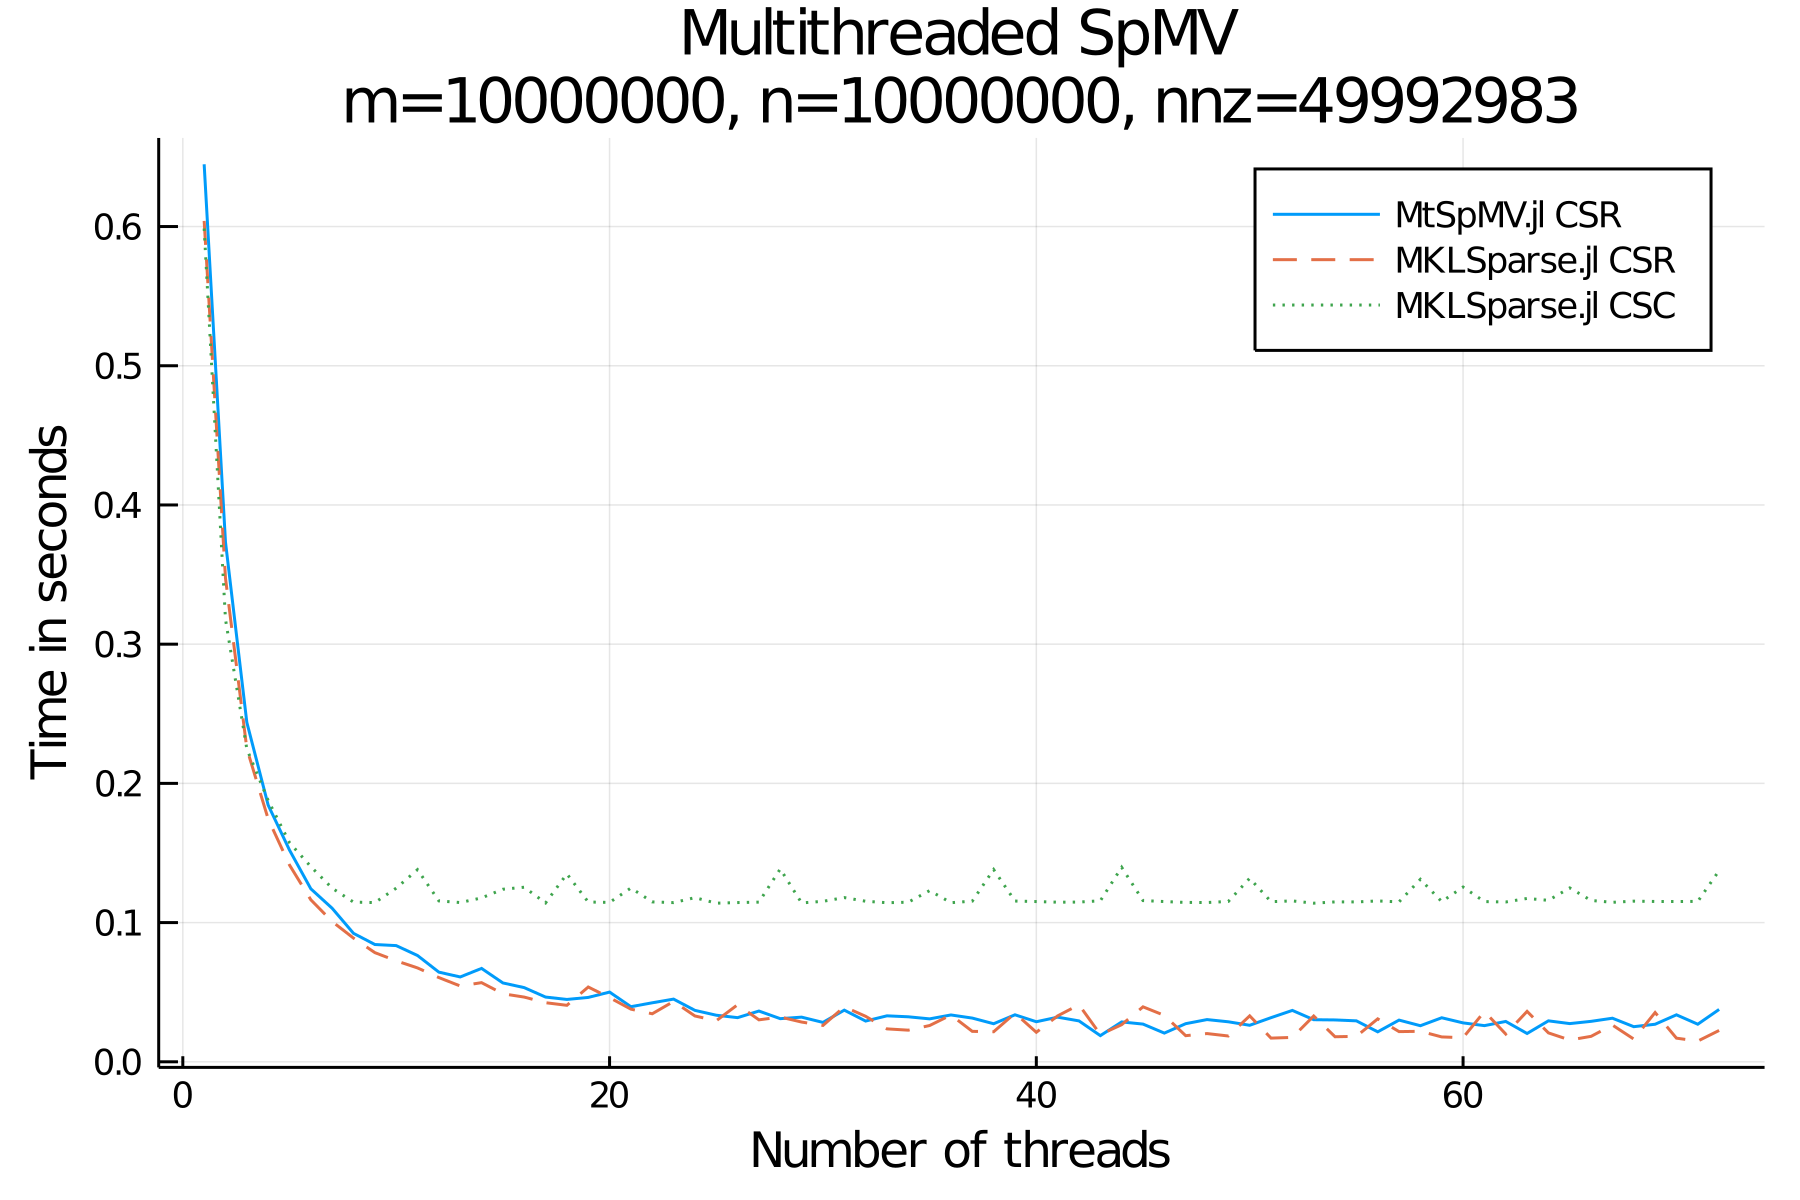 Multithreaded SpMV
m=10000000, n=10000000, nnz=49992983
MtSpMV.jl CSR
MKLSparse.jl CSR
MKLSparse.jl CSC
Time in seconds
0.6
0.5
0.4
0.3
0.2
0.1
0.0
0
20
40
60
Number of threads